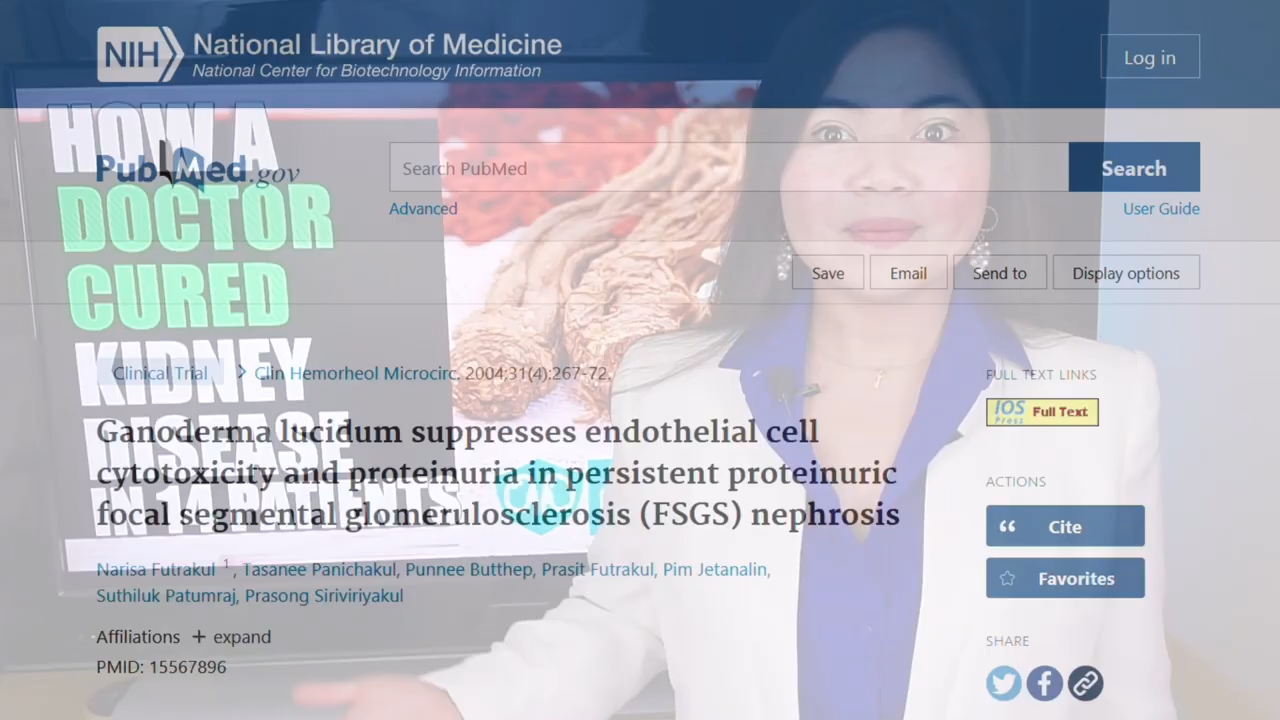 NIH National Library of Medicine
National Center for Biotechnology Information
Log in
HOW A
DOCTOR
CURED
KIDNEY
DISEASE
IN 14 PATIENTS
PubMed.gov
Search PubMed
Search
Advanced
User Guide
Save
Email
Send to
Display options
Clinical Trial
Clin Hemorheol Microcirc. 2004;31(4):267-72.
Ganoderma lucidum suppresses endothelial cell
cytotoxicity and proteinuria in persistent proteinuric
focal segmental glomerulosclerosis (FSGS) nephrosis
Narisa Futrakul 1, Tasanee Panichakul, Punnee Butthep, Prasit Futrakul, Pim Jetanalin,
Suthiluk Patumraj, Prasong Siriviriyakul
Affiliations + expand
PMID: 15567896
FULL TEXT LINKS
IOS Press Full Text
ACTIONS
Cite
Favorites
SHARE